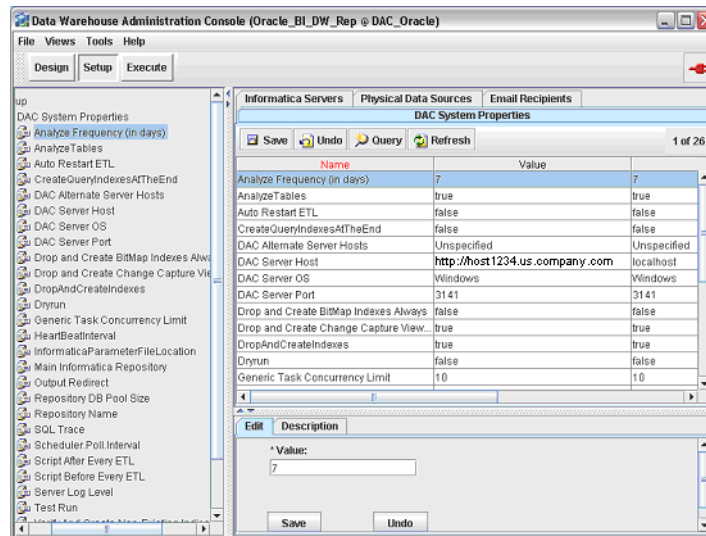 Data Warehouse Administration Console (Oracle_BI_DW_Rep @ DAC_Oracle)
File Views Tools Help
Design Setup Execute
up
DAC System Properties
Analyze Frequency (in days)
AnalyzeTables
Auto Restart ETL
CreateQueryIndexesAtTheEnd
DAC Alternate Server Hosts
DAC Server Host
DAC Server OS
DAC Server Port
Drop and Create BitMap Indexes Alwa
Drop and Create Change Capture Vie
DropAndCreateIndexes
Dryrun
Generic Task Concurrency Limit
HeartBeatInterval
InformaticaParameterFileLocation
Main Informatica Repository
Output Redirect
Repository DB Pool Size
Repository Name
SQL Trace
Scheduler.Poll.Interval
Script After Every ETL
Script Before Every ETL
Server Log Level
Test Run
Verify And Create Non-Existing Indice
Informatica Servers Physical Data Sources Email Recipients
DAC System Properties
Save Undo Query Refresh 1 of 26
Name Value
Analyze Frequency (in days) 7 7
AnalyzeTables true true
Auto Restart ETL false false
CreateQueryIndexesAtTheEnd false false
DAC Alternate Server Hosts Unspecified Unspecified
DAC Server Host http://host1234.us.company.com localhost
DAC Server OS Windows Windows
DAC Server Port 3141 3141
Drop and Create BitMap Indexes Always false false
Drop and Create Change Capture View... true true
DropAndCreateIndexes true true
Dryrun false false
Generic Task Concurrency Limit 10 10
Edit Description
* Value:
7
Save Undo